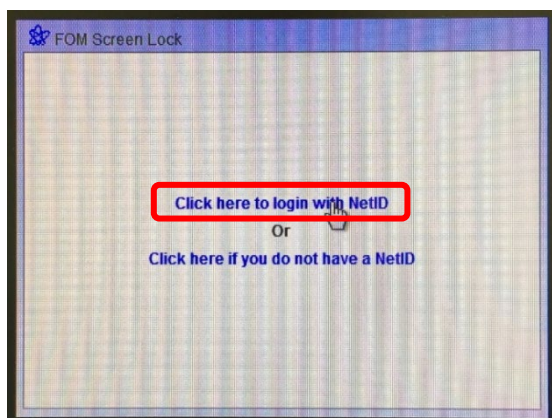 FOM Screen Lock
Click here to login with NetID
Or
Click here if you do not have a NetID